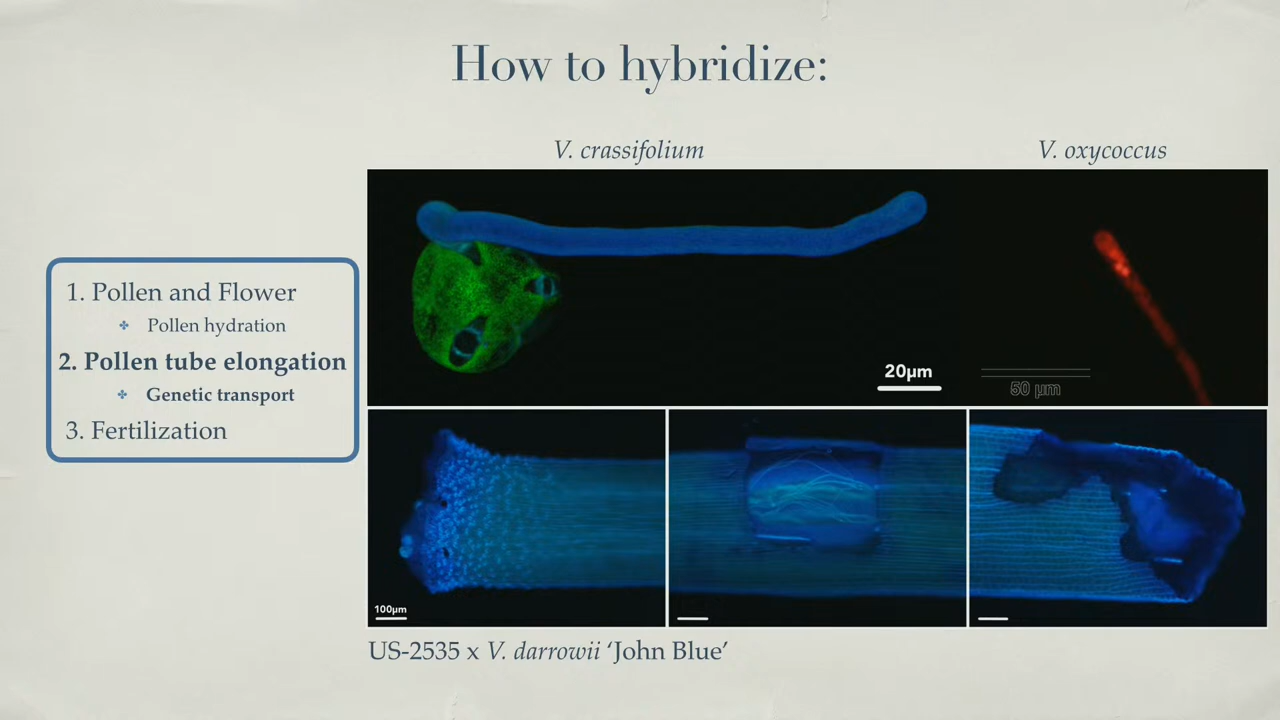 How to hybridize:
V. crassifolium
V. oxycoccus
1. Pollen and Flower
Pollen hydration
2. Pollen tube elongation
Genetic transport
3. Fertilization
20µm
50 µm
100µm
US-2535 x V. darrowii ‘John Blue’